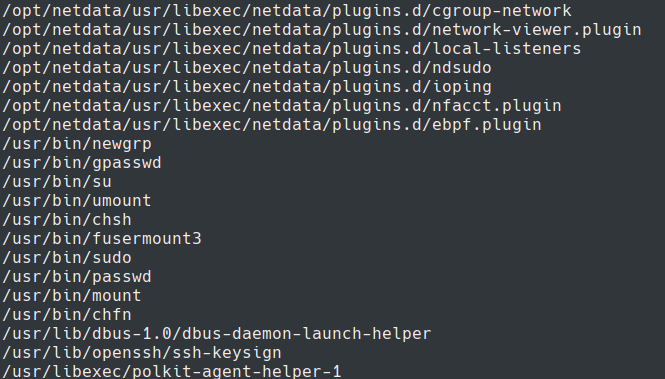 /opt/netdata/usr/libexec/netdata/plugins.d/cgroup-network
/opt/netdata/usr/libexec/netdata/plugins.d/network-viewer.plugin
/opt/netdata/usr/libexec/netdata/plugins.d/local-listeners
/opt/netdata/usr/libexec/netdata/plugins.d/ndsudo
/opt/netdata/usr/libexec/netdata/plugins.d/ioping
/opt/netdata/usr/libexec/netdata/plugins.d/nfacct.plugin
/opt/netdata/usr/libexec/netdata/plugins.d/ebpf.plugin
/usr/bin/newgrp
/usr/bin/gpasswd
/usr/bin/su
/usr/bin/umount
/usr/bin/chsh
/usr/bin/fusermount3
/usr/bin/sudo
/usr/bin/passwd
/usr/bin/mount
/usr/bin/chfn
/usr/lib/dbus-1.0/dbus-daemon-launch-helper
/usr/lib/openssh/ssh-keysign
/usr/libexec/polkit-agent-helper-1